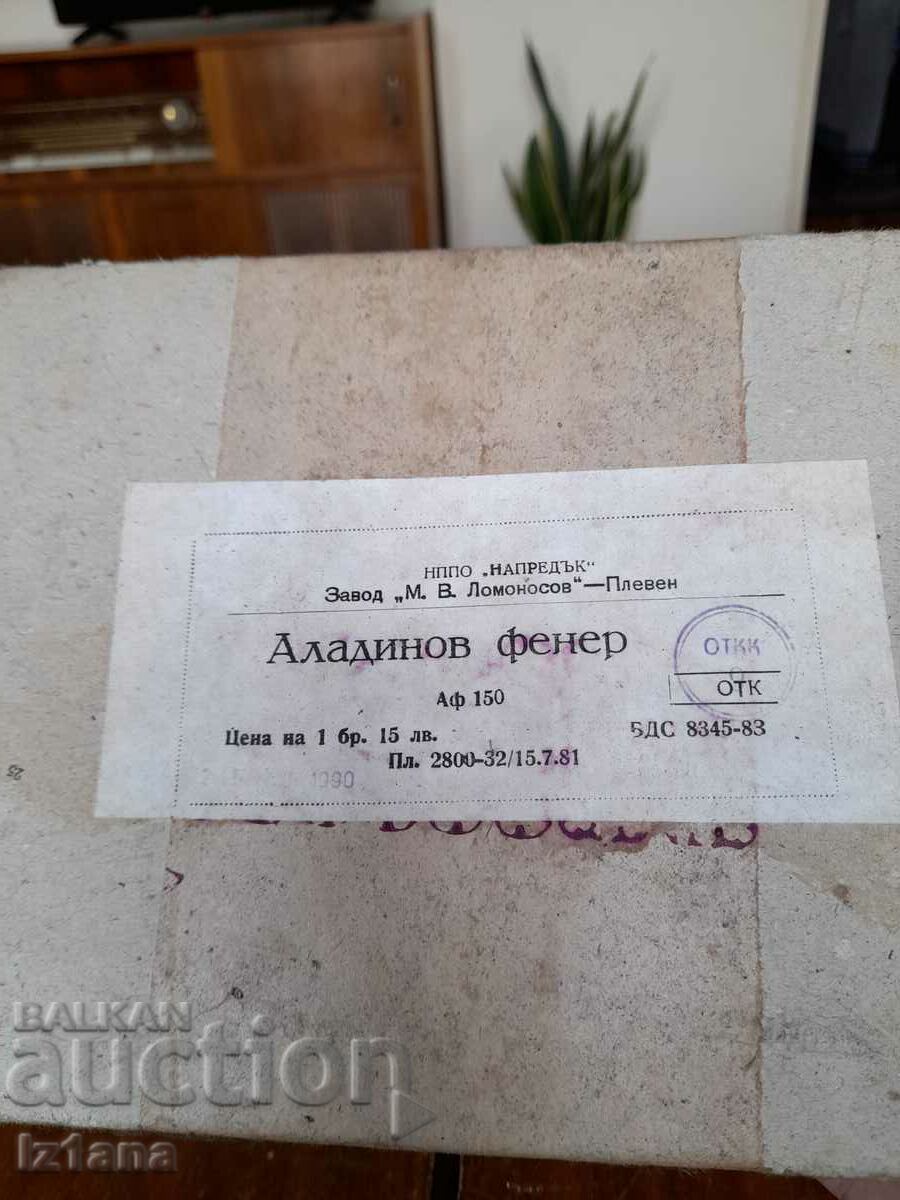 НППО „НАПРЕДЪК“
Завод „М. В. Ломоносов“—Плевен
Аладинов фенер
ОТКК
ОТК
Аф 150
Цена на 1 бр. 15 лв.
БДС 8345-83
Пл. 2800-32/15.7.81
1990
25
BALKAN
auction
Iz1ana